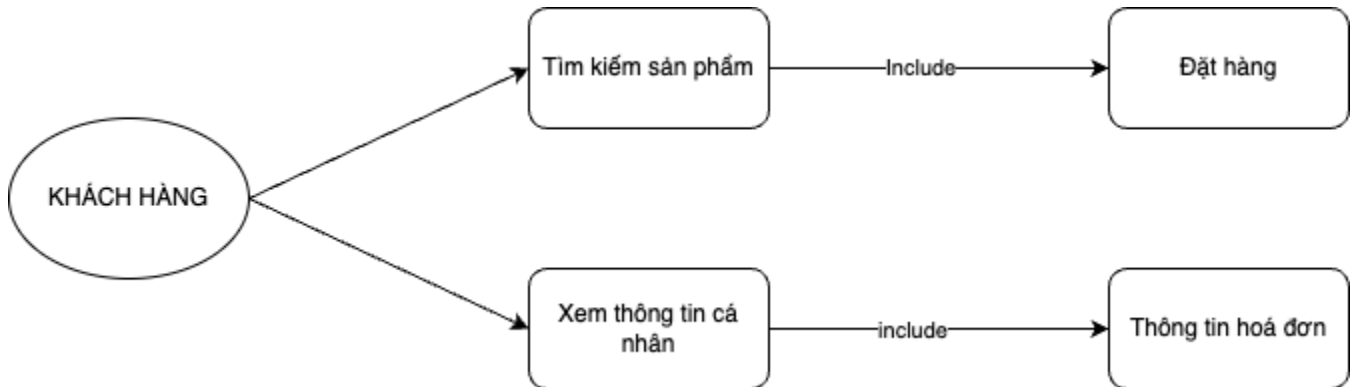 Tìm kiếm sản phẩm
Include
Đặt hàng
KHÁCH HÀNG
Xem thông tin cá
nhân
include
Thông tin hoá đơn